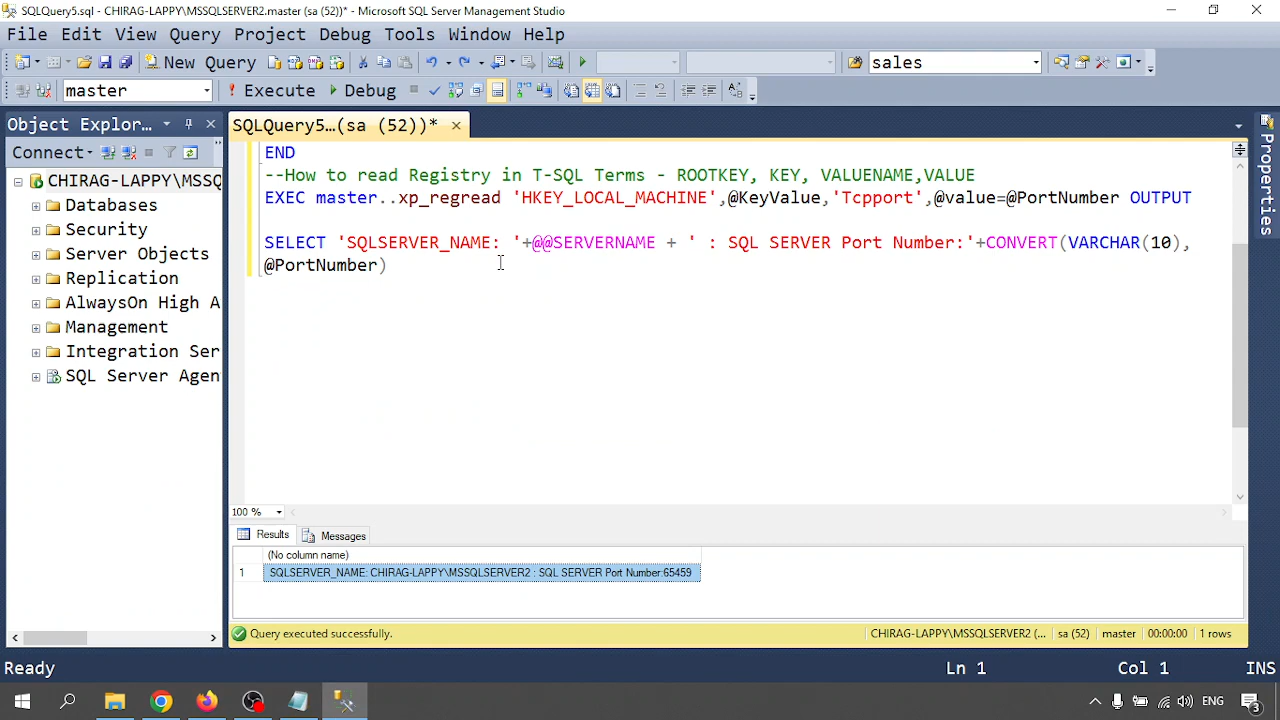 SQLQuery5.sql - CHIRAG-LAPPY\MSSQLSERVER2.master (sa (52))* - Microsoft SQL Server Management Studio
File Edit View Query Project Debug Tools Window Help
New Query sales
master Execute Debug
Object Explor... SQLQuery5...(sa (52))*
Connect
CHIRAG-LAPPY\MSSQ
Databases
Security
Server Objects
Replication
AlwaysOn High A
Management
Integration Ser
SQL Server Agen
END
--How to read Registry in T-SQL Terms - ROOTKEY, KEY, VALUENAME,VALUE
EXEC master..xp_regread 'HKEY_LOCAL_MACHINE',@KeyValue,'Tcpport',@value=@PortNumber OUTPUT
SELECT 'SQLSERVER_NAME: '+@@SERVERNAME + ' : SQL SERVER Port Number:'+CONVERT(VARCHAR(10),
@PortNumber)
Properties
100 %
Results Messages
(No column name)
1 SQLSERVER_NAME: CHIRAG-LAPPY\MSSQLSERVER2 : SQL SERVER Port Number:65459
Query executed successfully. CHIRAG-LAPPY\MSSQLSERVER2 (... sa (52) master 00:00:00 1 rows
Ready Ln 1 Col 1 INS
ENG 3